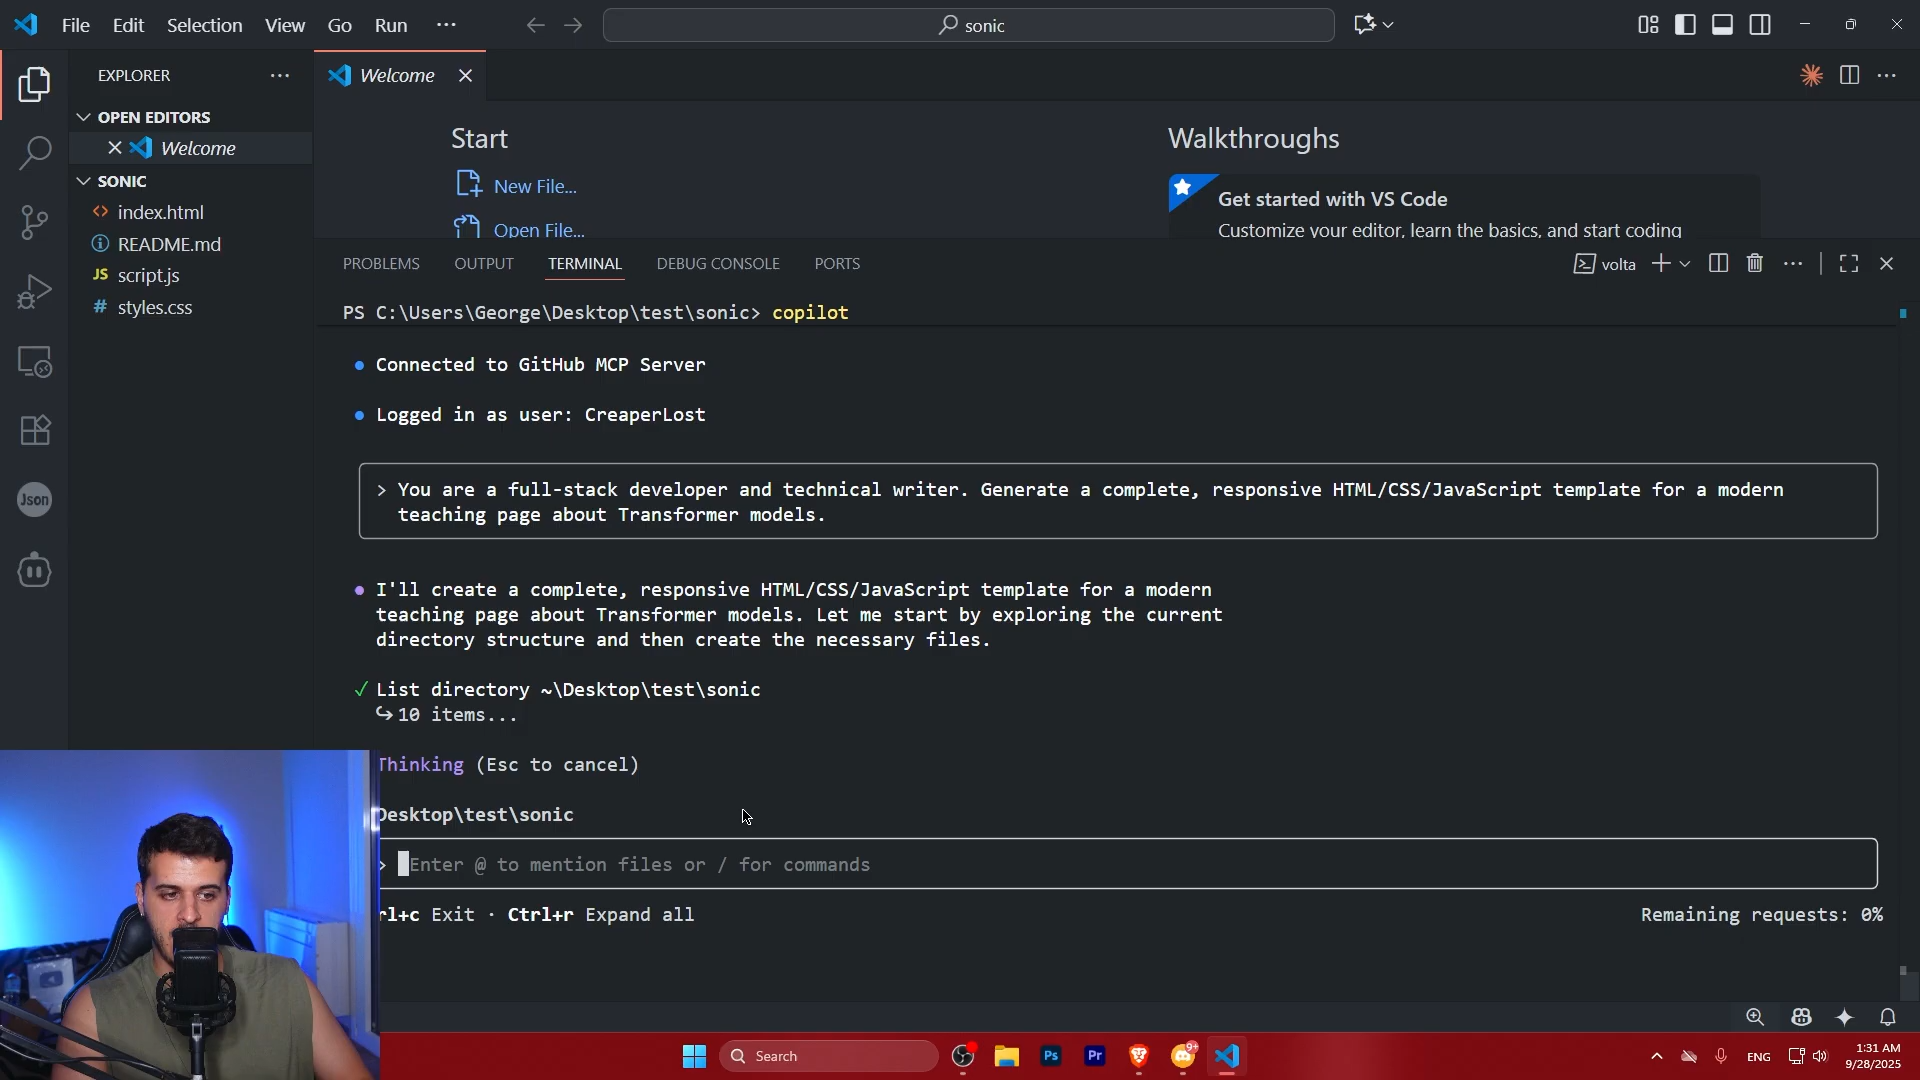 File Edit Selection View Go Run ···
sonic
EXPLORER
OPEN EDITORS
Welcome
SONIC
index.html
README.md
JS script.js
# styles.css
Json
Welcome
Start
New File...
Open File...
Walkthroughs
Get started with VS Code
Customize your editor, learn the basics, and start coding
PROBLEMS OUTPUT TERMINAL DEBUG CONSOLE PORTS
volta
PS C:\Users\George\Desktop\test\sonic> copilot
● Connected to GitHub MCP Server
● Logged in as user: CreaperLost
> You are a full-stack developer and technical writer. Generate a complete, responsive HTML/CSS/JavaScript template for a modern
teaching page about Transformer models.
● I'll create a complete, responsive HTML/CSS/JavaScript template for a modern
teaching page about Transformer models. Let me start by exploring the current
directory structure and then create the necessary files.
✓ List directory ~\Desktop\test\sonic
↪ 10 items...
Thinking (Esc to cancel)
Desktop\test\sonic
> Enter @ to mention files or / for commands
rl+c Exit · Ctrl+r Expand all
Remaining requests: 0%
Search
Ps
Pr
9+
ENG
1:31 AM
9/28/2025